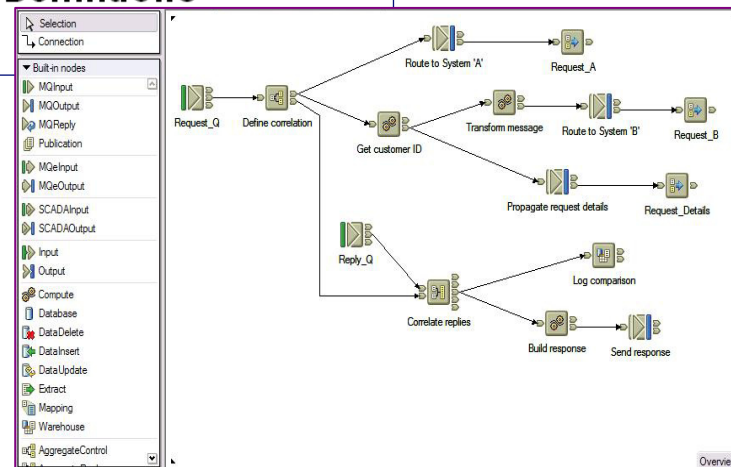 Selection
Connection
Built-in nodes
MQInput
MQOutput
MQReply
Publication
MQeInput
MQeOutput
SCADAInput
SCADAOutput
Input
Output
Compute
Database
DataDelete
DataInsert
DataUpdate
Extract
Mapping
Warehouse
AggregateControl
Route to System 'A'
Request_A
Request_Q
Define correlation
Get customer ID
Transform message
Route to System 'B'
Request_B
Propagate request details
Request_Details
Reply_Q
Log comparison
Correlate replies
Build response
Send response